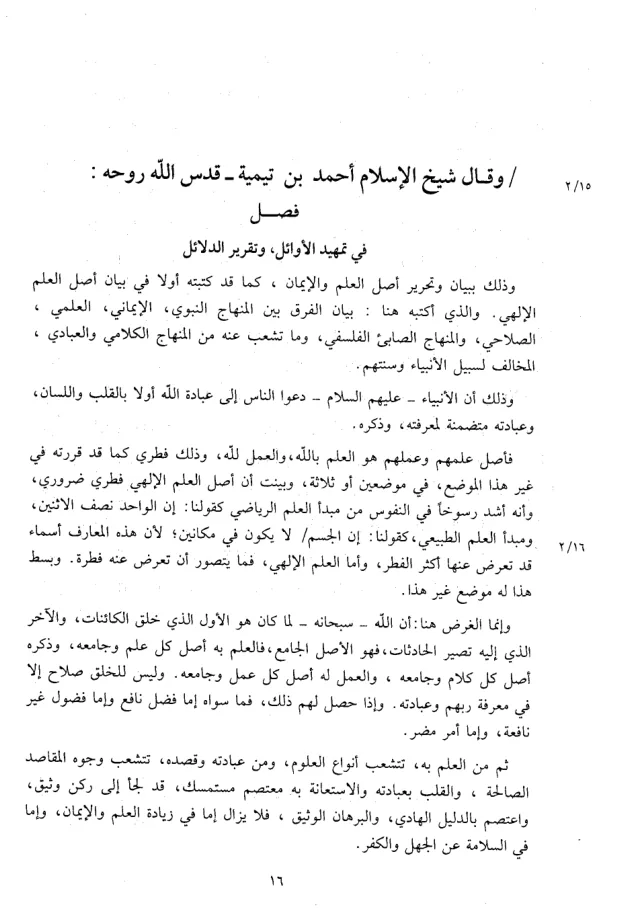 / وقال شيخ الإسلام أحمد بن تيمية ـ قدس الله روحه : ٢/١٥
فصل
في تمهيد الأوائل، وتقرير الدلائل
وذلك ببيان وتحرير أصل العلم والإيمان ، كما قد كتبته أولا في بيان أصل العلم
الإلهي. والذي أكتبه هنا : بيان الفرق بين المنهاج النبوي، الإيماني، العلمي ،
الصلاحي، والمنهاج الصابئ الفلسفي، وما تشعب عنه من المنهاج الكلامي والعبادي ،
المخالف لسبيل الأنبياء وسنتهم.
وذلك أن الأنبياء ـ عليهم السلام ـ دعوا الناس إلى عبادة الله أولا بالقلب واللسان،
وعبادته متضمنة لمعرفته، وذكره.
فأصل علمهم وعملهم هو العلم بالله،والعمل لله، وذلك فطري كما قد قررته في
غير هذا الموضع، في موضعين أو ثلاثة، وبينت أن أصل العلم الإلهي فطري ضروري،
وأنه أشد رسوخاً في النفوس من مبدأ العلم الرياضي كقولنا: إن الواحد نصف الاثنين،
ومبدأ العلم الطبيعي،كقولنا: إن الجسم/ لا يكون في مكانين؛ لأن هذه المعارف أسماء ٢/١٦
قد تعرض عنها أكثر الفطر، وأما العلم الإلهي، فما يتصور أن تعرض عنه فطرة. وبسط
هذا له موضع غير هذا.
وإنما الغرض هنا:أن الله ـ سبحانه ـ لما كان هو الأول الذي خلق الكائنات، والآخر
الذي إليه تصير الحادثات،فهو الأصل الجامع،فالعلم به أصل كل علم وجامعه، وذكره
أصل كل كلام وجامعه ، والعمل له أصل كل عمل وجامعه. وليس للخلق صلاح إلا
في معرفة ربهم وعبادته. وإذا حصل لهم ذلك، فما سواه إما فضل نافع وإما فضول غير
نافعة، وإما أمر مضر.
ثم من العلم به، تتشعب أنواع العلوم، ومن عبادته وقصده، تتشعب وجوه المقاصد
الصالحة ، والقلب بعبادته والاستعانة به معتصم مستمسك، قد لجأ إلى ركن وثيق،
واعتصم بالدليل الهادي، والبرهان الوثيق ، فلا يزال إما في زيادة العلم والإيمان، وإما
في السلامة عن الجهل والكفر.
١٦